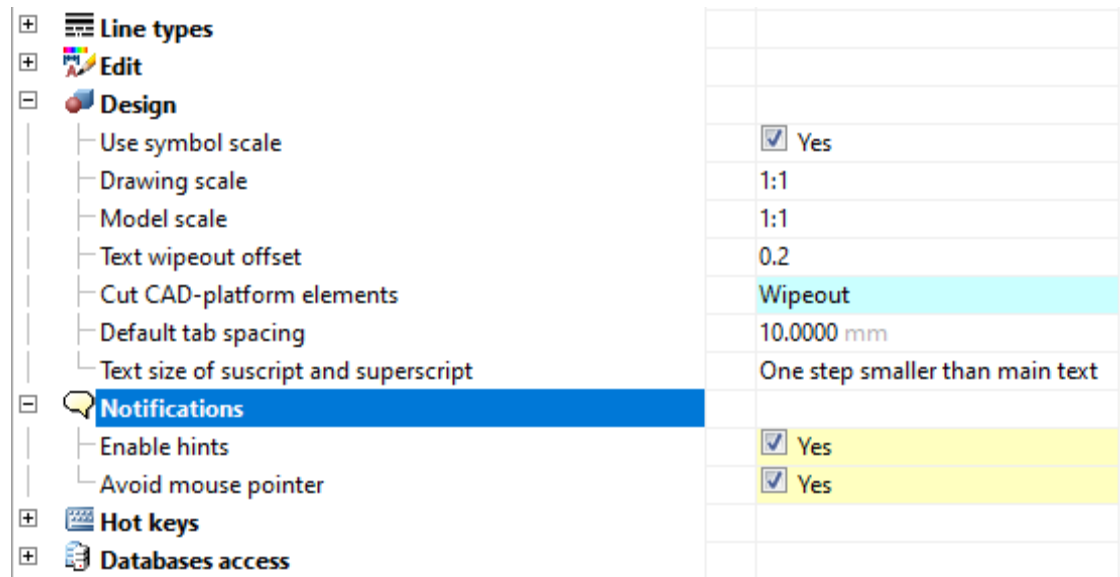 Line types
Edit
Design
Use symbol scale Yes
Drawing scale 1:1
Model scale 1:1
Text wipeout offset 0.2
Cut CAD-platform elements Wipeout
Default tab spacing 10.0000 mm
Text size of suscript and superscript One step smaller than main text
Notifications
Enable hints Yes
Avoid mouse pointer Yes
Hot keys
Databases access